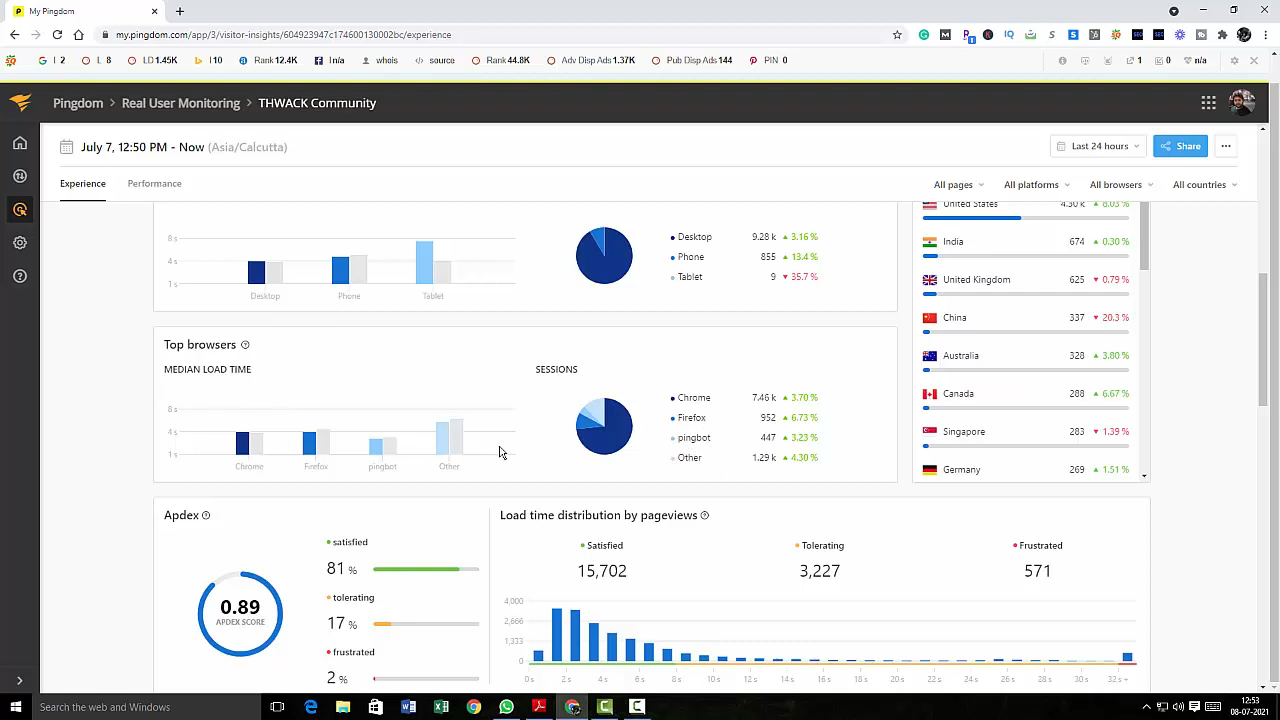 My Pingdom
my.pingdom.com/app/3/visitor-insights/604923947c174600130002bc/experience
I 2 L 8 LD 1.45K I 10 Rank 12.4K I n/a whois source Rank 44.8K Adv Disp Ads 1.37K Pub Disp Ads 144 PIN 0 1 0 n/a
Pingdom > Real User Monitoring > THWACK Community
July 7, 12:50 PM - Now (Asia/Calcutta)
Last 24 hours Share
Experience Performance
All pages All platforms All browsers All countries
8 s
4 s
1 s
Desktop Phone Tablet
Desktop 9.28 k 3.16 %
Phone 855 13.4 %
Tablet 9 35.7 %
United States 4.30 k 8.03 %
India 674 0.30 %
United Kingdom 625 0.79 %
China 337 20.3 %
Australia 328 3.80 %
Canada 288 6.67 %
Singapore 283 1.39 %
Germany 269 1.51 %
Top browsers
MEDIAN LOAD TIME
8 s
4 s
1 s
Chrome Firefox pingbot Other
SESSIONS
Chrome 7.46 k 3.70 %
Firefox 952 6.73 %
pingbot 447 3.23 %
Other 1.29 k 4.30 %
Apdex
0.89
APDEX SCORE
satisfied
81 %
tolerating
17 %
frustrated
2 %
Load time distribution by pageviews
Satisfied Tolerating Frustrated
15,702 3,227 571
4,000
2,666
1,333
0
0 s 2 s 4 s 6 s 8 s 10 s 12 s 14 s 16 s 18 s 20 s 22 s 24 s 26 s 28 s 30 s 32 s +
Search the web and Windows
12:53
08-07-2021